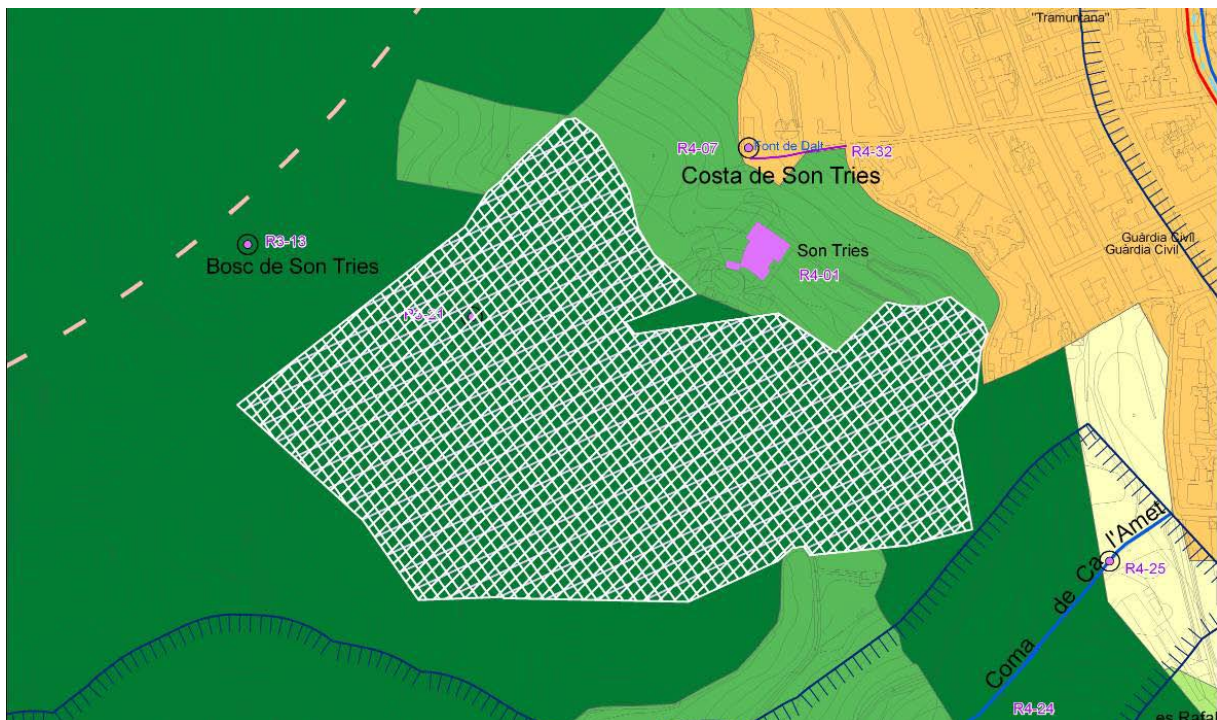 "Tramuntana"
R4-07
Font de Dalt
R4-32
Costa de Son Tries
R3-13
Bosc de Son Tries
Son Tries
R4-01
Guàrdia Civil
Guàrdia Civil
Coma de Ca l'Amet
R4-25
R4-24
es Rafal